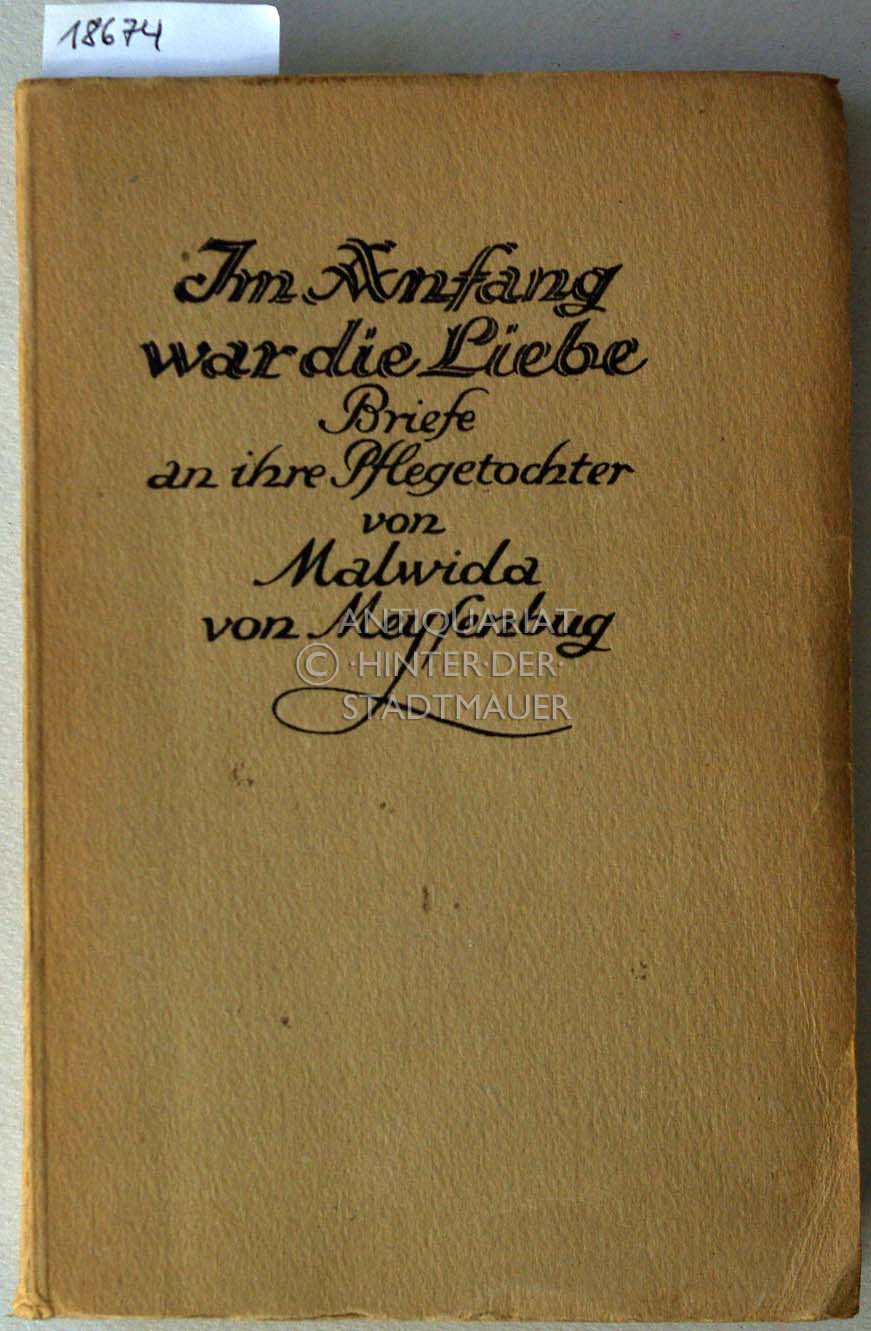 18674
Im Anfang
war die Liebe
Briefe
an ihre Pflegetochter
von
Malwida
von Meyſenbug
ANTIQUARIAT
© ·HINTER·DER·
STADTMAUER